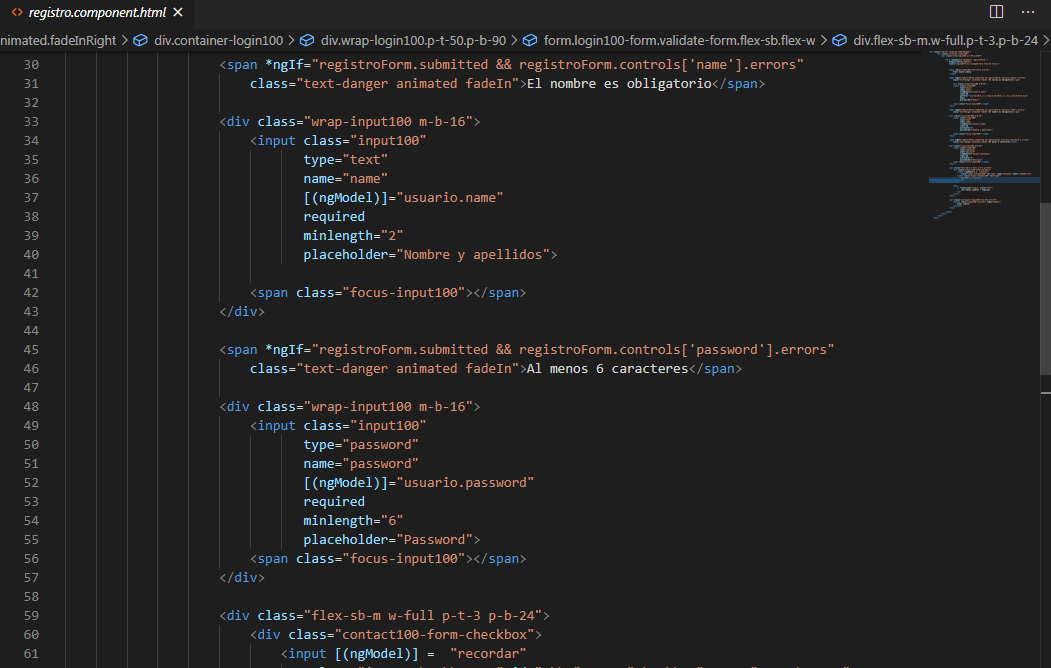 registro.component.html
nimated.fadeInRight > div.container-login100 > div.wrap-login100.p-t-50.p-b-90 > form.login100-form.validate-form.flex-sb.flex-w > div.flex-sb-m.w-full.p-t-3.p-b-24 >
30 <span *ngIf="registroForm.submitted && registroForm.controls['name'].errors"
31 class="text-danger animated fadeIn">El nombre es obligatorio</span>
32
33 <div class="wrap-input100 m-b-16">
34 <input class="input100"
35 type="text"
36 name="name"
37 [(ngModel)]="usuario.name"
38 required
39 minlength="2"
40 placeholder="Nombre y apellidos">
41
42 <span class="focus-input100"></span>
43 </div>
44
45 <span *ngIf="registroForm.submitted && registroForm.controls['password'].errors"
46 class="text-danger animated fadeIn">Al menos 6 caracteres</span>
47
48 <div class="wrap-input100 m-b-16">
49 <input class="input100"
50 type="password"
51 name="password"
52 [(ngModel)]="usuario.password"
53 required
54 minlength="6"
55 placeholder="Password">
56 <span class="focus-input100"></span>
57 </div>
58
59 <div class="flex-sb-m w-full p-t-3 p-b-24">
60 <div class="contact100-form-checkbox">
61 <input [(ngModel)] = "recordar"